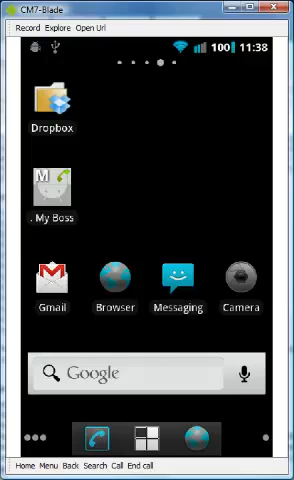 CM7-Blade
Record Explore Open Url
100 11:38
Dropbox
M
. My Boss
Gmail Browser Messaging Camera
Google
Home Menu Back Search Call End call